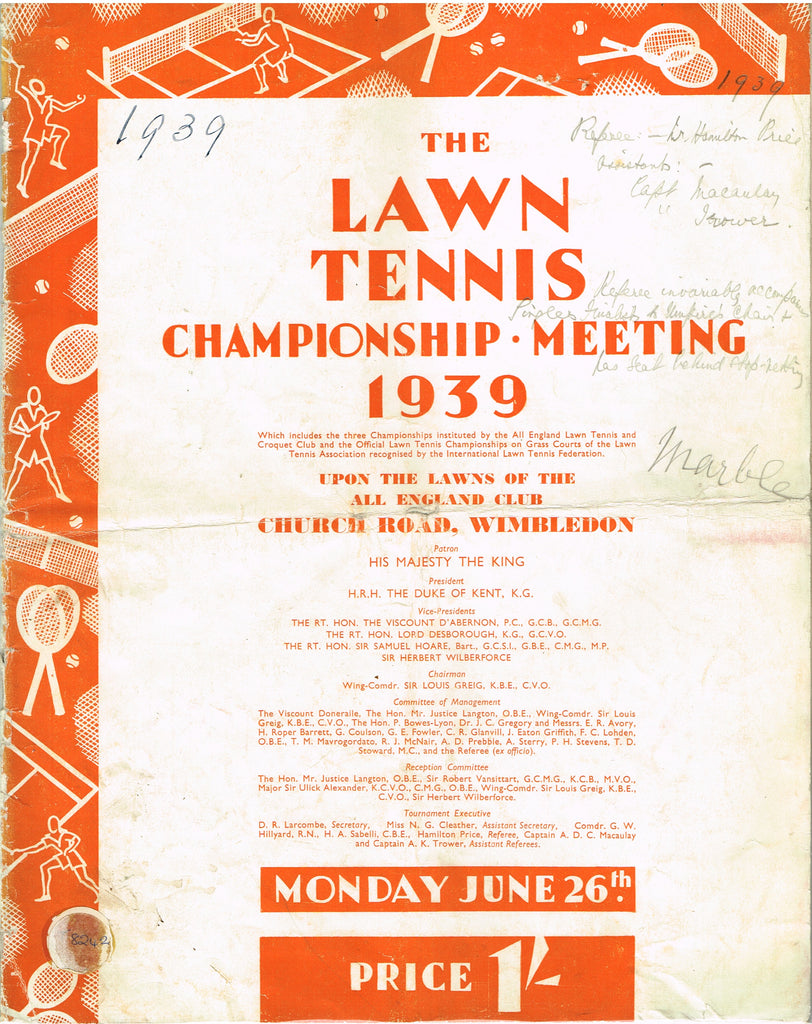 1939
1939
Referee: - Mr Hamilton Price
Assistants: -
Capt Macaulay
" Trower.
THE
LAWN
TENNIS
CHAMPIONSHIP · MEETING
1939
Referee invariably accompanies
Singles Finalists to Umpire's Chair +
has seat behind stop-netting
Marble
Which includes the three Championships instituted by the All England Lawn Tennis and
Croquet Club and the Official Lawn Tennis Championships on Grass Courts of the Lawn
Tennis Association recognised by the International Lawn Tennis Federation.
UPON THE LAWNS OF THE
ALL ENGLAND CLUB
CHURCH ROAD, WIMBLEDON
Patron
HIS MAJESTY THE KING
President
H.R.H. THE DUKE OF KENT, K.G.
Vice-Presidents
THE RT. HON. THE VISCOUNT D'ABERNON, P.C., G.C.B., G.C.M.G.
THE RT. HON. LORD DESBOROUGH, K.G., G.C.V.O.
THE RT. HON. SIR SAMUEL HOARE, Bart., G.C.S.I., G.B.E., C.M.G., M.P.
SIR HERBERT WILBERFORCE
Chairman
Wing-Comdr. SIR LOUIS GREIG, K.B.E., C.V.O.
Committee of Management
The Viscount Doneraile, The Hon. Mr. Justice Langton, O.B.E., Wing-Comdr. Sir Louis
Greig, K.B.E., C.V.O., The Hon. P. Bowes-Lyon, Dr. J. C. Gregory and Messrs. E. R. Avory,
H. Roper Barrett, G. Coulson, G. E. Fowler, C. R. Glanvill, J. Eaton Griffith, F. C. Lohden,
O.B.E., T. M. Mavrogordato, R. J. McNair, A. D. Prebble, A. Sterry, P. H. Stevens, T. D.
Stoward, M.C., and the Referee (ex officio).
Reception Committee
The Hon. Mr. Justice Langton, O.B.E., Sir Robert Vansittart, G.C.M.G., K.C.B., M.V.O.,
Major Sir Ulick Alexander, K.C.V.O., C.M.G., O.B.E., Wing-Comdr. Sir Louis Greig, K.B.E.,
C.V.O., Sir Herbert Wilberforce.
Tournament Executive
D. R. Larcombe, Secretary, Miss N. G. Cleather, Assistant Secretary, Comdr. G. W.
Hillyard, R.N., H. A. Sabelli, C.B.E., Hamilton Price, Referee, Captain A. D. C. Macaulay
and Captain A. K. Trower, Assistant Referees.
MONDAY JUNE 26th.
8242
PRICE 1/-